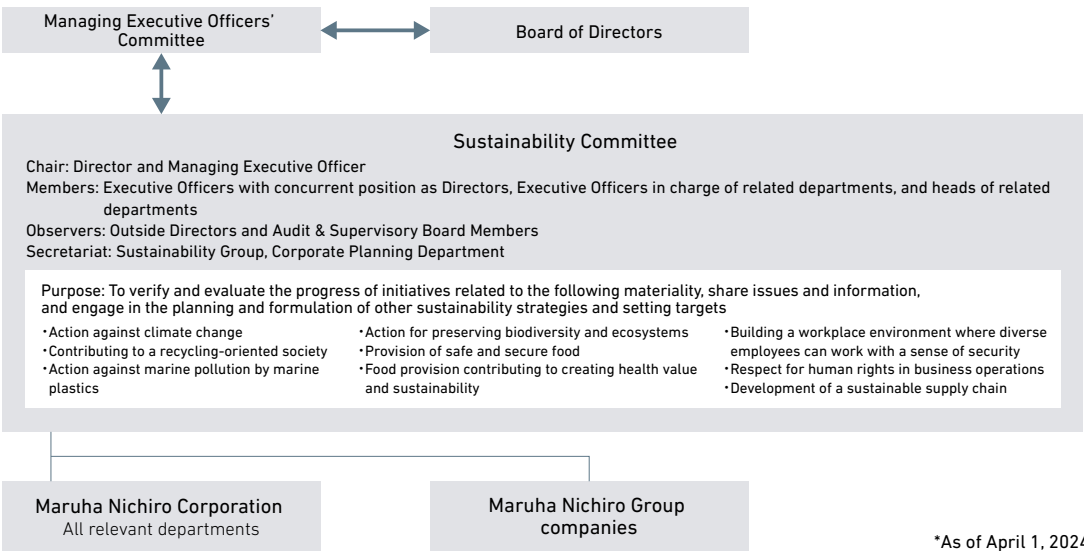 Managing Executive Officers'
Committee
Board of Directors
Sustainability Committee
Chair: Director and Managing Executive Officer
Members: Executive Officers with concurrent position as Directors, Executive Officers in charge of related departments, and heads of related
departments
Observers: Outside Directors and Audit & Supervisory Board Members
Secretariat: Sustainability Group, Corporate Planning Department
Purpose: To verify and evaluate the progress of initiatives related to the following materiality, share issues and information,
and engage in the planning and formulation of other sustainability strategies and setting targets
・Action against climate change
・Contributing to a recycling-oriented society
・Action against marine pollution by marine
plastics
・Action for preserving biodiversity and ecosystems
・Provision of safe and secure food
・Food provision contributing to creating health value
and sustainability
・Building a workplace environment where diverse
employees can work with a sense of security
・Respect for human rights in business operations
・Development of a sustainable supply chain
Maruha Nichiro Corporation
All relevant departments
Maruha Nichiro Group
companies
*As of April 1, 2024